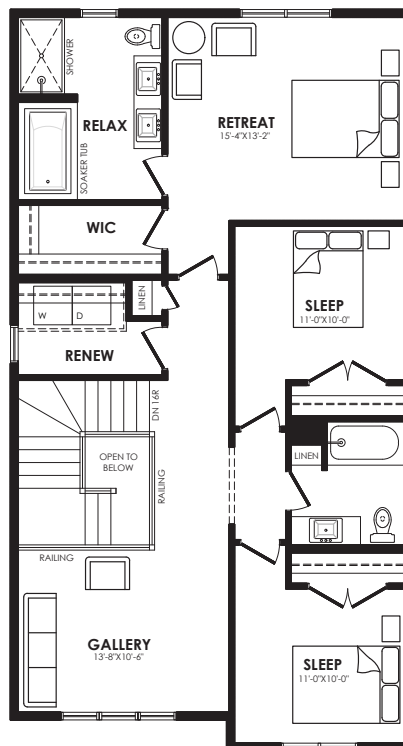 SHOWER
RELAX
SOAKER TUB
RETREAT
15'-4"X13'-2"
WIC
LINEN
W
D
RENEW
SLEEP
11'-0"X10'-0"
DN 16R
OPEN TO
BELOW
RAILING
RAILING
LINEN
GALLERY
13'-8"X10'-6"
SLEEP
11'-0"X10'-0"